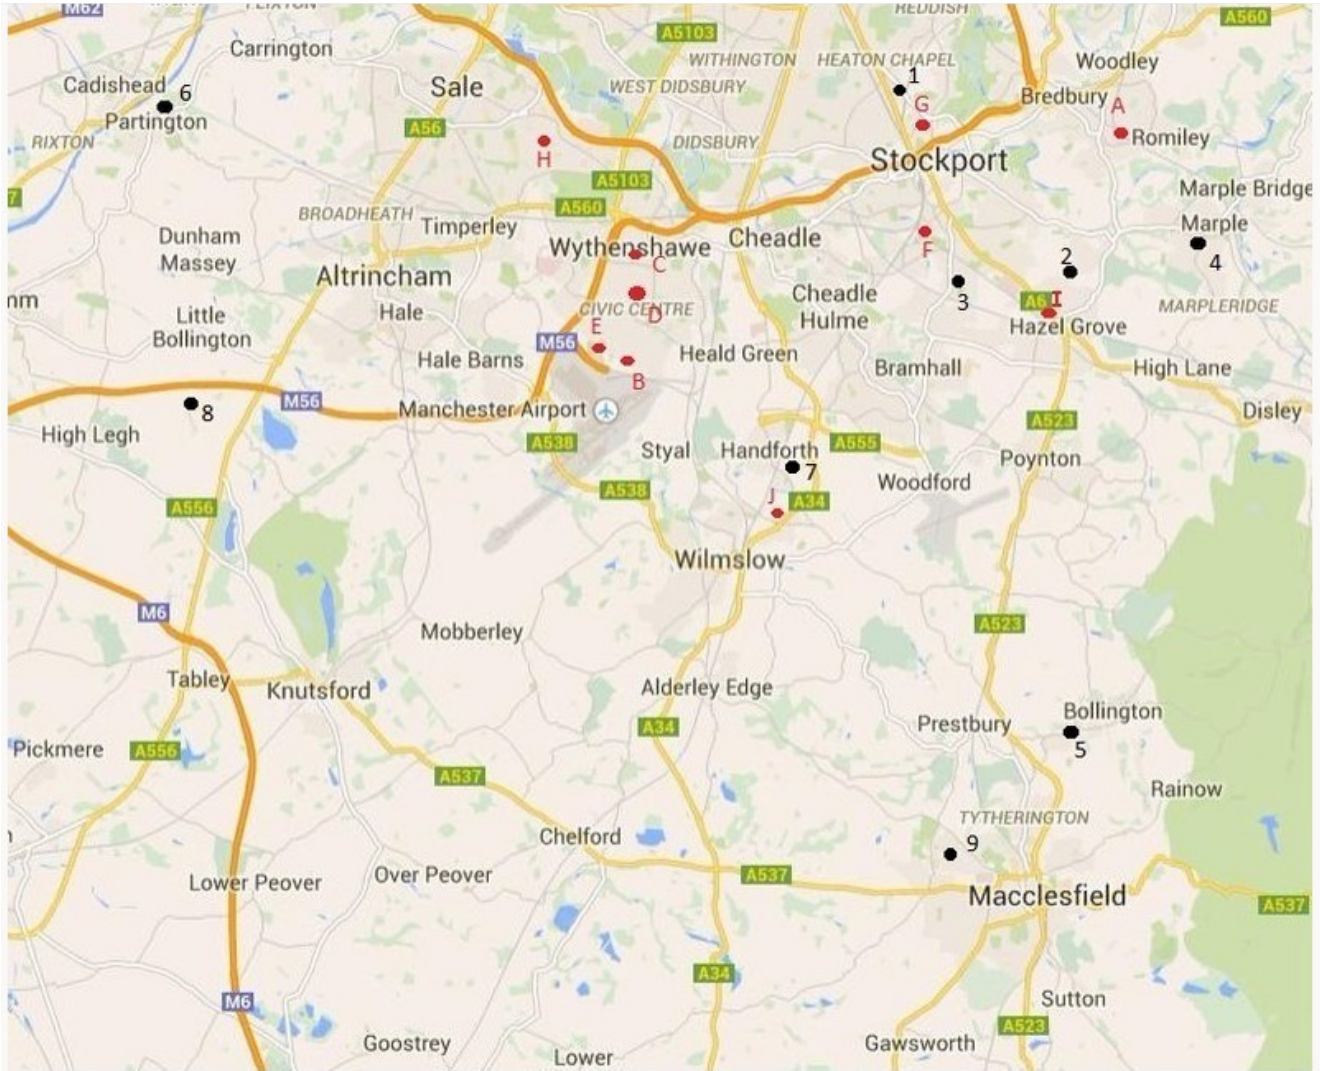 M62
FLIXTON
REDDISH
A560
Carrington
A5103
WITHINGTON
HEATON CHAPEL
Woodley
Cadishead
6
Sale
WEST DIDSBURY
1
Bredbury
A
Partington
G
A56
RIXTON
H
DIDSBURY
Stockport
Romiley
7
A5103
Marple Bridge
A560
BROADHEATH
Timperley
Marple
Dunham
Massey
Wythenshawe
Cheadle
F
C
2
4
Altrincham
mm
Cheadle
Hulme
3
A6
I
MARPLERIDGE
Hale
CIVIC CENTRE
D
Little
Bollington
E
Hazel Grove
M56
Hale Barns
Heald Green
Bramhall
High Lane
B
M56
8
Manchester Airport
Disley
High Legh
A538
A523
Styal
Handforth
A555
Poynton
7
Woodford
A538
J
A34
A556
Wilmslow
M6
A523
Mobberley
Tabley
Knutsford
Alderley Edge
Bollington
Prestbury
A34
Pickmere
A556
5
A537
Rainow
TYTHERINGTON
Chelford
9
Lower Peover
Over Peover
A537
Macclesfield
A537
A34
M6
Sutton
A523
Goostrey
Lower
Gawsworth